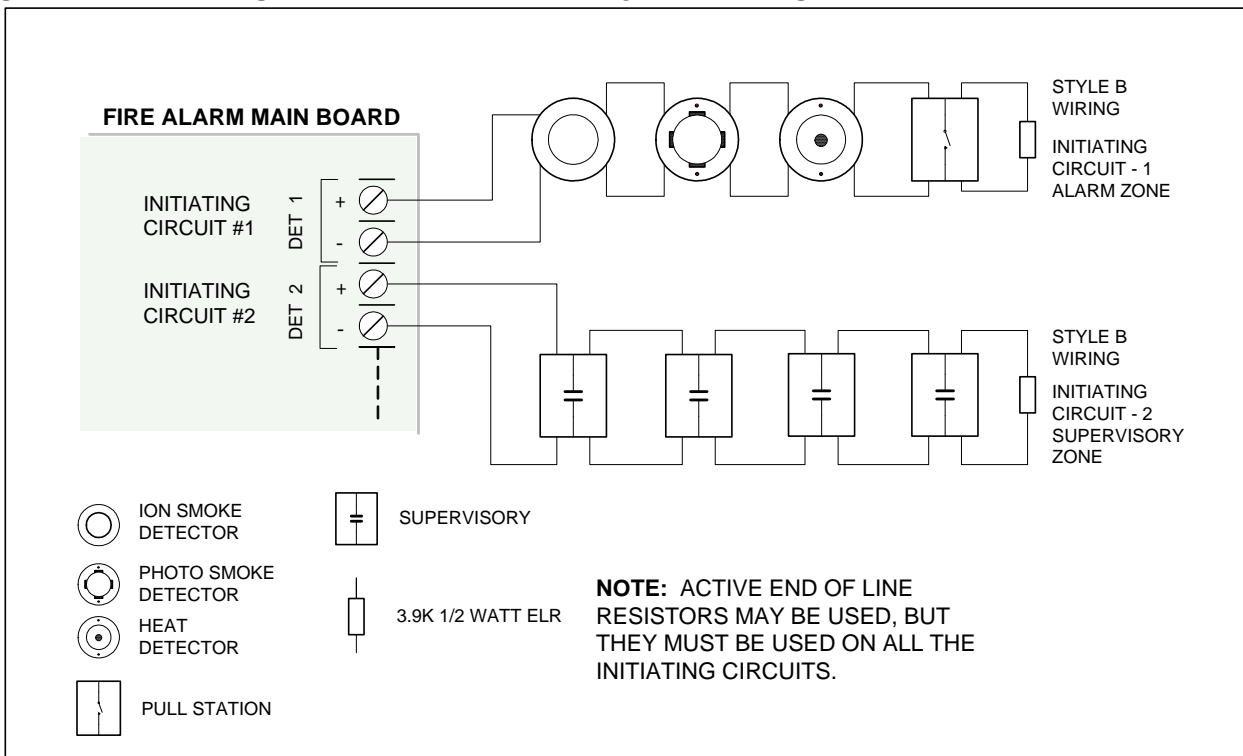 FIRE ALARM MAIN BOARD
INITIATING
CIRCUIT #1
DET 1
+
-
INITIATING
CIRCUIT #2
DET 2
+
-
STYLE B
WIRING
INITIATING
CIRCUIT - 1
ALARM ZONE
STYLE B
WIRING
INITIATING
CIRCUIT - 2
SUPERVISORY
ZONE
ION SMOKE
DETECTOR
PHOTO SMOKE
DETECTOR
HEAT
DETECTOR
PULL STATION
SUPERVISORY
3.9K 1/2 WATT ELR
NOTE: ACTIVE END OF LINE
RESISTORS MAY BE USED, BUT
THEY MUST BE USED ON ALL THE
INITIATING CIRCUITS.